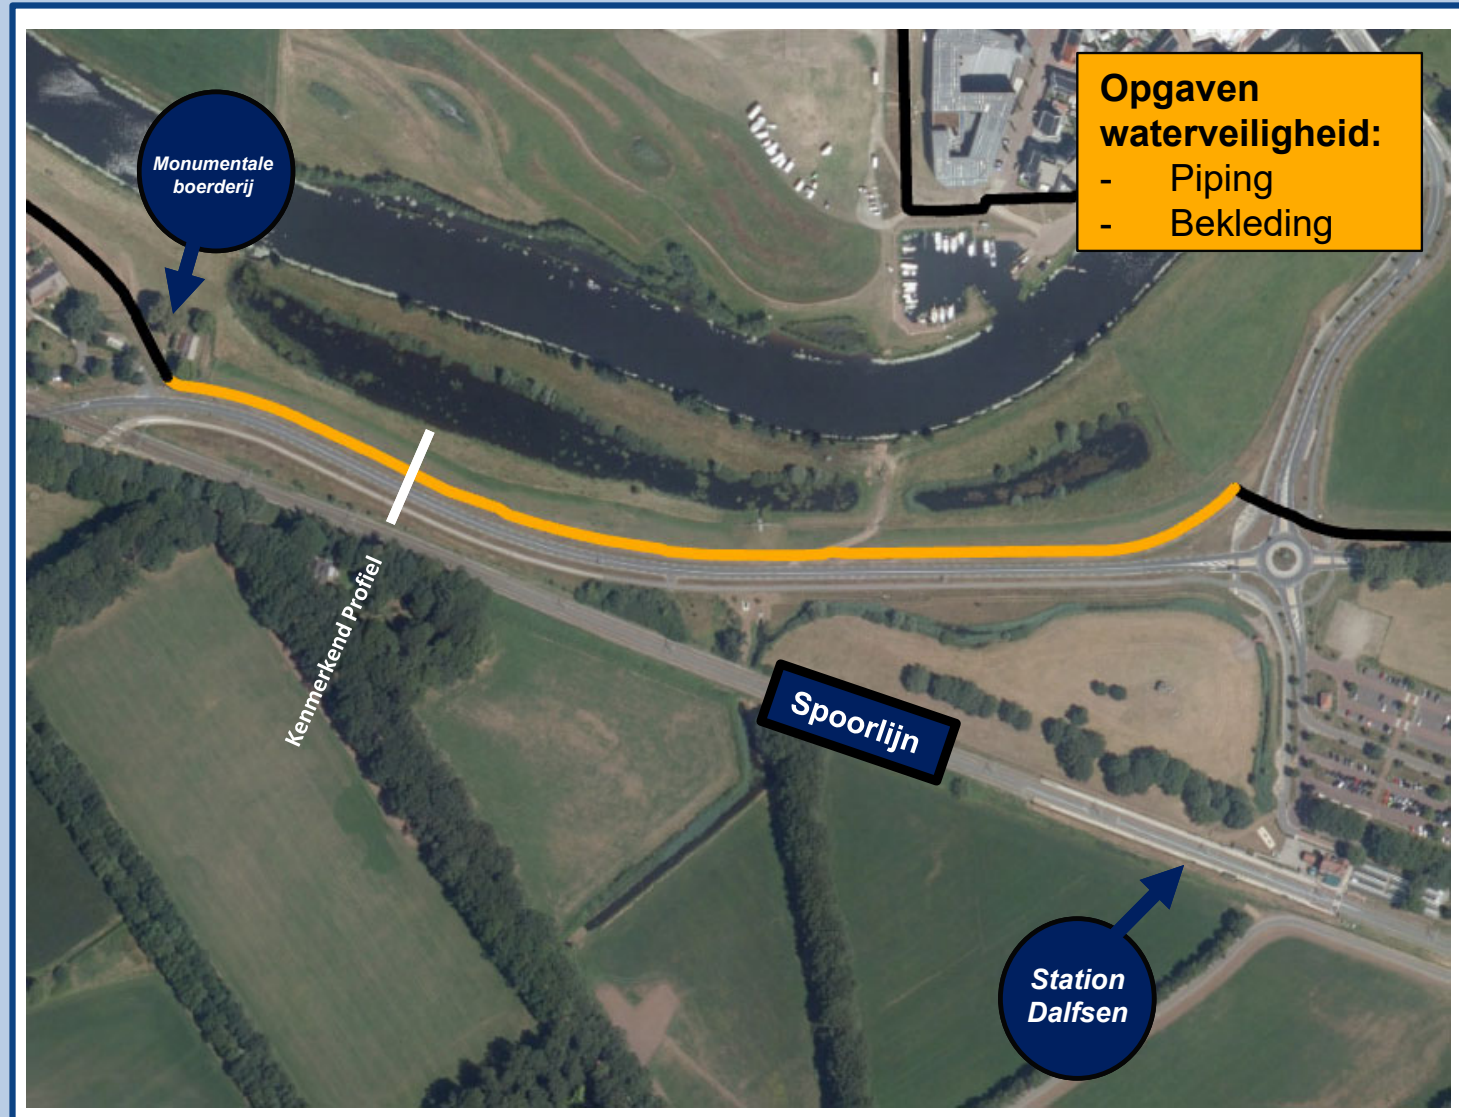 Opgaven
waterveiligheid:
- Piping
- Bekleding
Monumentale
boerderij
Kenmerkend Profiel
Spoorlijn
Station
Dalfsen